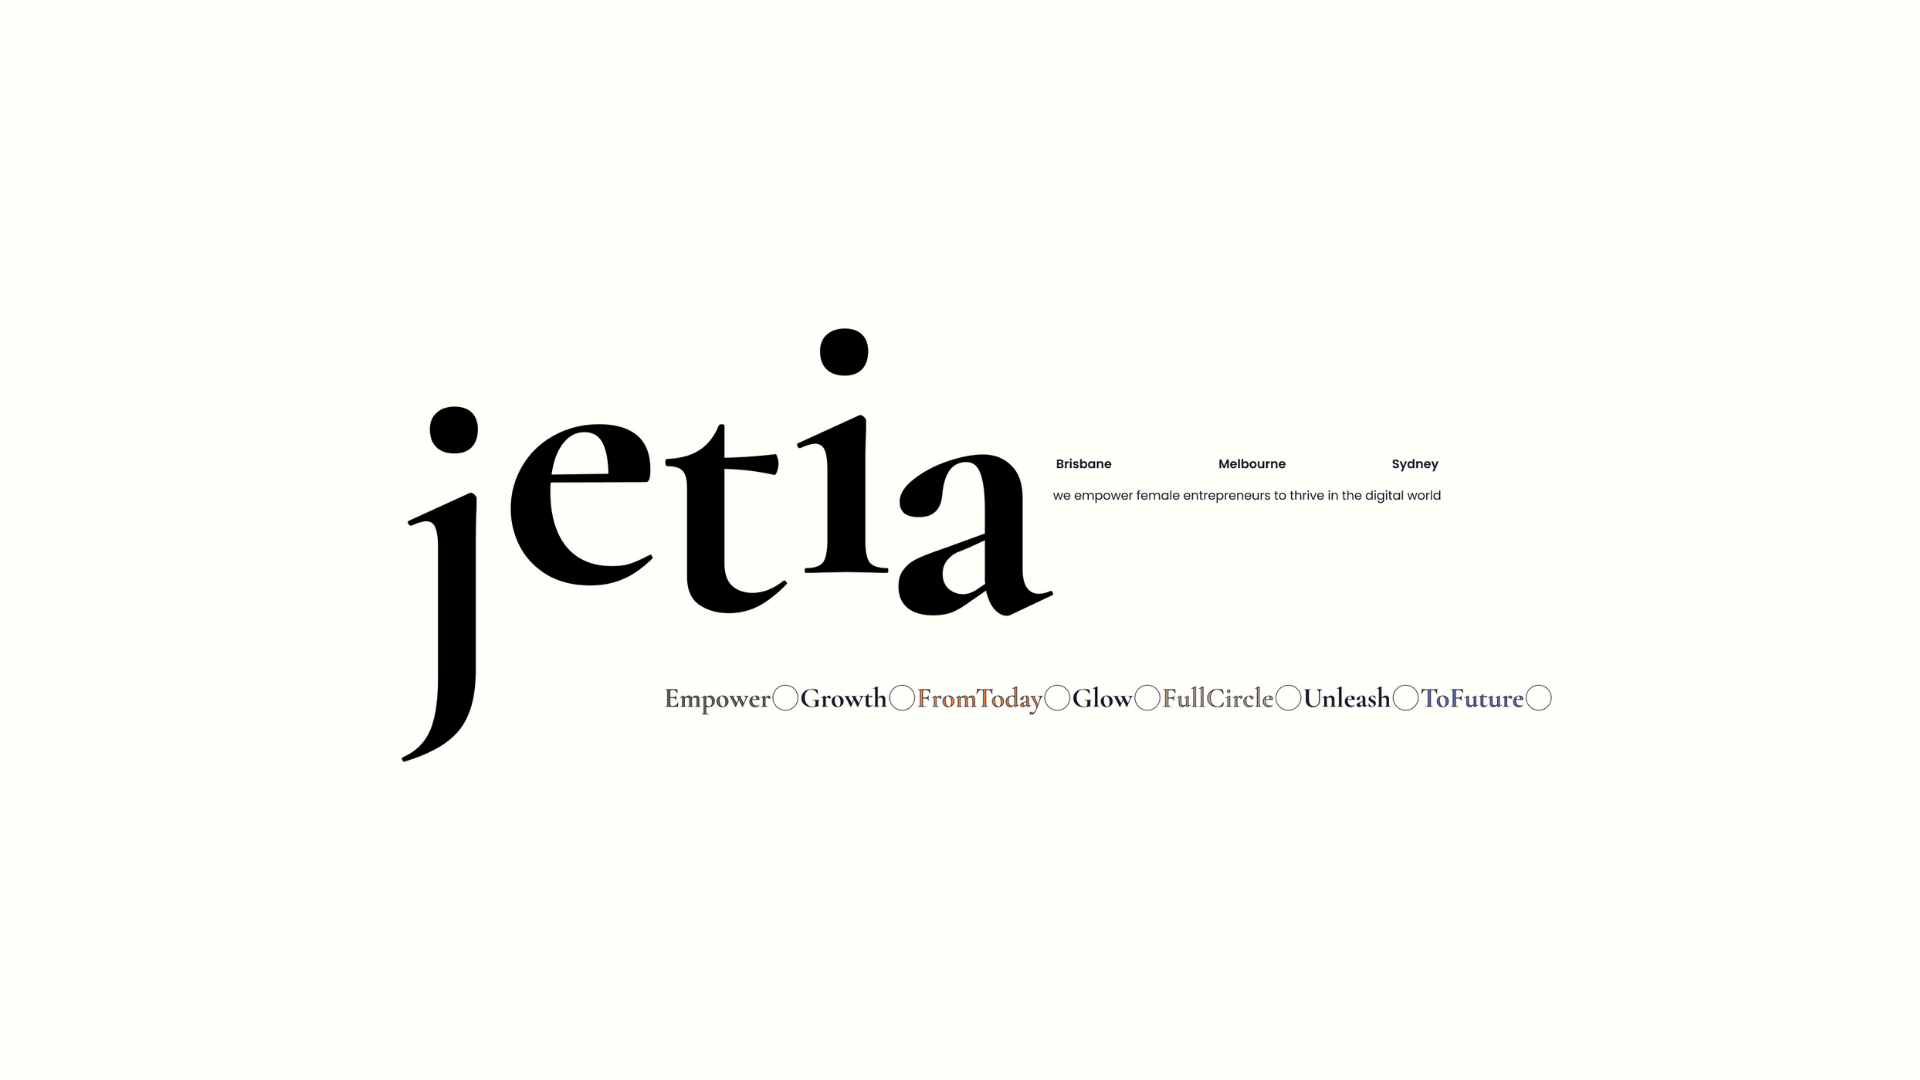 jetia
Brisbane Melbourne Sydney
we empower female entrepreneurs to thrive in the digital world
Empower○Growth○FromToday○Glow○FullCircle○Unleash○ToFuture○